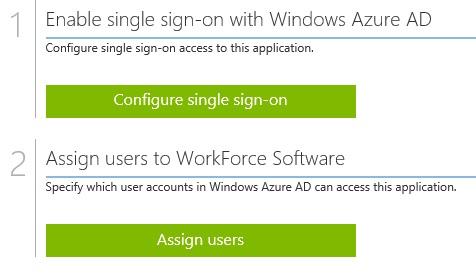 1
Enable single sign-on with Windows Azure AD
Configure single sign-on access to this application.
Configure single sign-on
2
Assign users to WorkForce Software
Specify which user accounts in Windows Azure AD can access this application.
Assign users